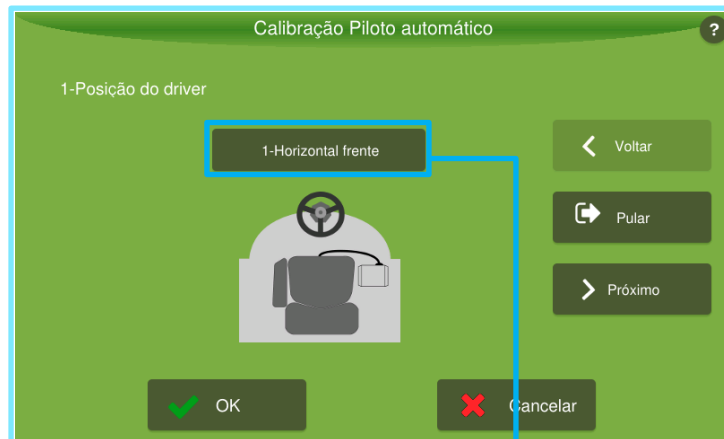 Calibração Piloto automático
?
1-Posição do driver
1-Horizontal frente
Voltar
Pular
Próximo
OK
Cancelar